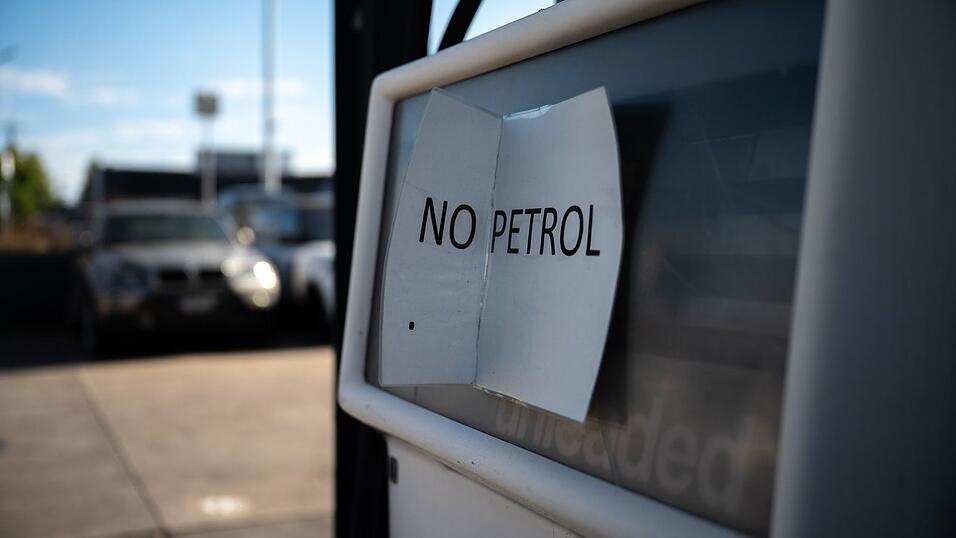 NO PETROL
.
unleaded